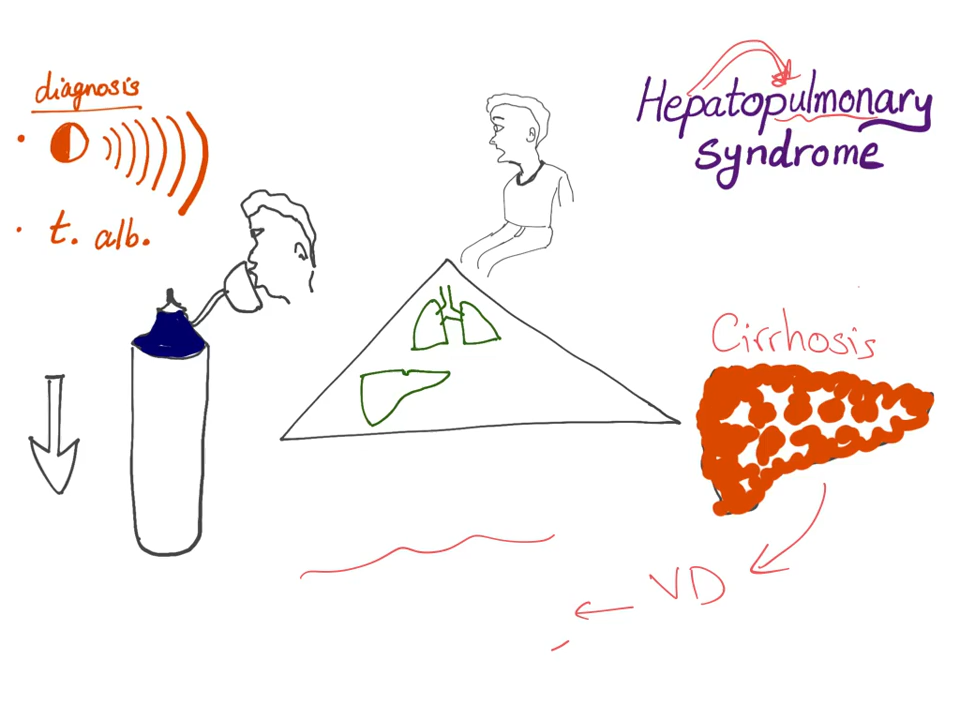 diagnosis
t. alb.
Hepatopulmonary
syndrome
Cirrhosis
VD